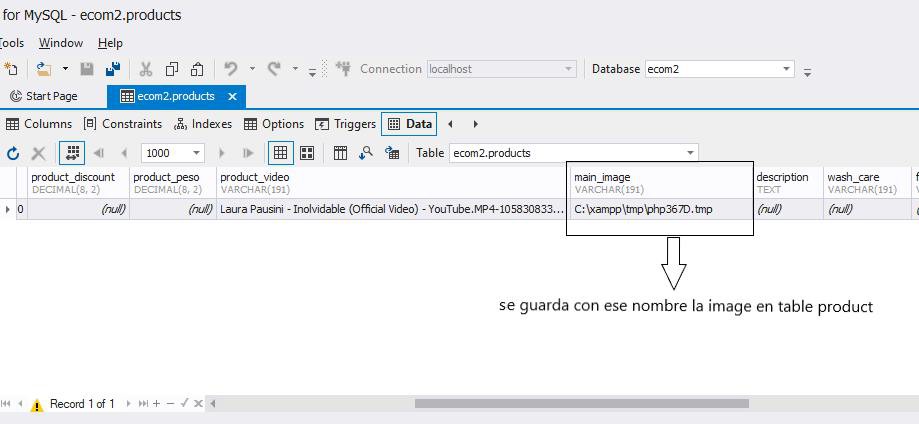 for MySQL - ecom2.products
Tools Window Help
Connection localhost Database ecom2
Start Page ecom2.products
Columns Constraints Indexes Options Triggers Data
1000 Table ecom2.products
product_discount product_peso product_video main_image description wash_care
DECIMAL(8, 2) DECIMAL(8, 2) VARCHAR(191) VARCHAR(191) TEXT VARCHAR(191)
0 (null) (null) Laura Pausini - Inolvidable (Official Video) - YouTube.MP4-105830833... C:\xampp\tmp\php367D.tmp (null) (null)
se guarda con ese nombre la image en table product
Record 1 of 1